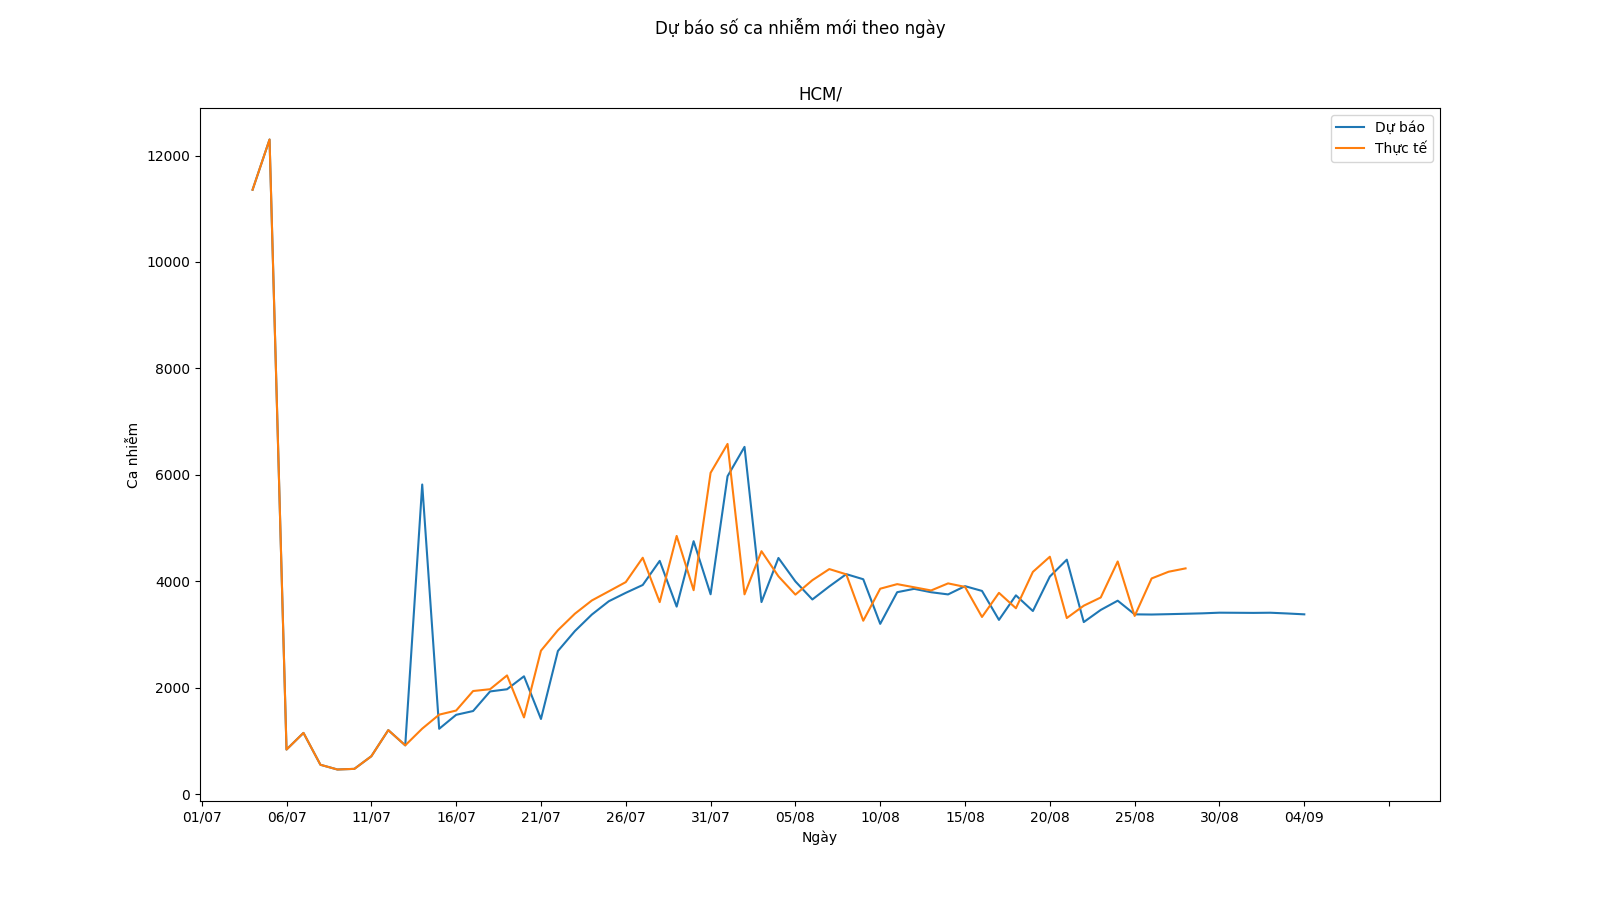 Dự báo số ca nhiễm mới theo ngày
HCM/
Dự báo
Thực tế
12000
10000
8000
6000
4000
2000
0
Ca nhiễm
01/07 06/07 11/07 16/07 21/07 26/07 31/07 05/08 10/08 15/08 20/08 25/08 30/08 04/09
Ngày